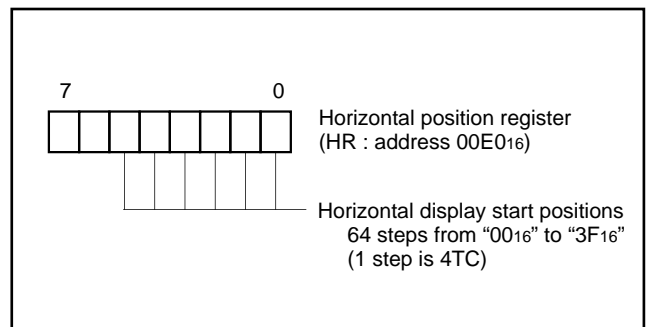 7 0
Horizontal position register
(HR : address 00E016)
Horizontal display start positions
64 steps from “0016” to “3F16”
(1 step is 4TC)